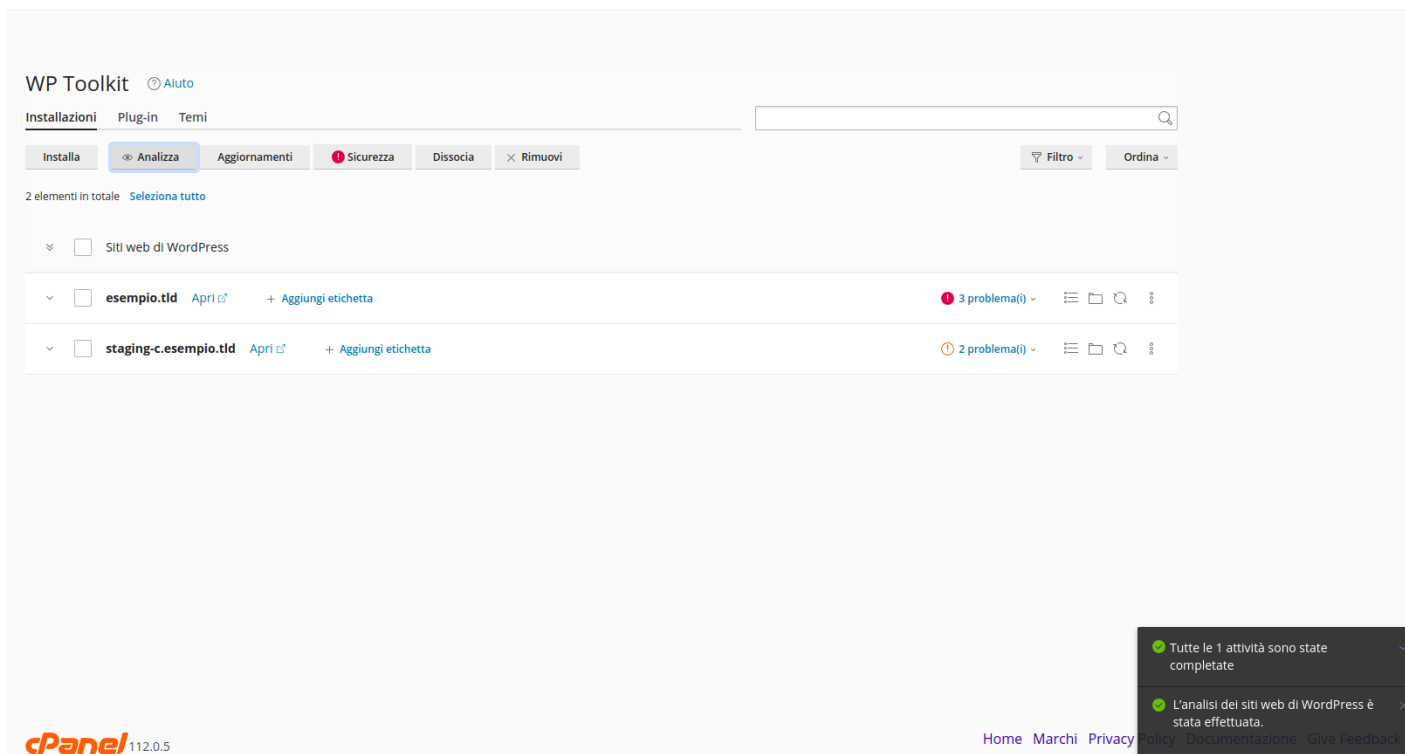 WP Toolkit Aiuto
Installazioni Plug-in Temi
Installa Analizza Aggiornamenti Sicurezza Dissocia Rimuovi Filtro Ordina
2 elementi in totale Seleziona tutto
Siti web di WordPress
esempio.tld Apri + Aggiungi etichetta 3 problema(i)
staging-c.esempio.tld Apri + Aggiungi etichetta 2 problema(i)
Tutte le 1 attività sono state
completate
L'analisi dei siti web di WordPress è
stata effettuata.
cPanel 112.0.5 Home Marchi Privacy Policy Documentazione Give Feedback